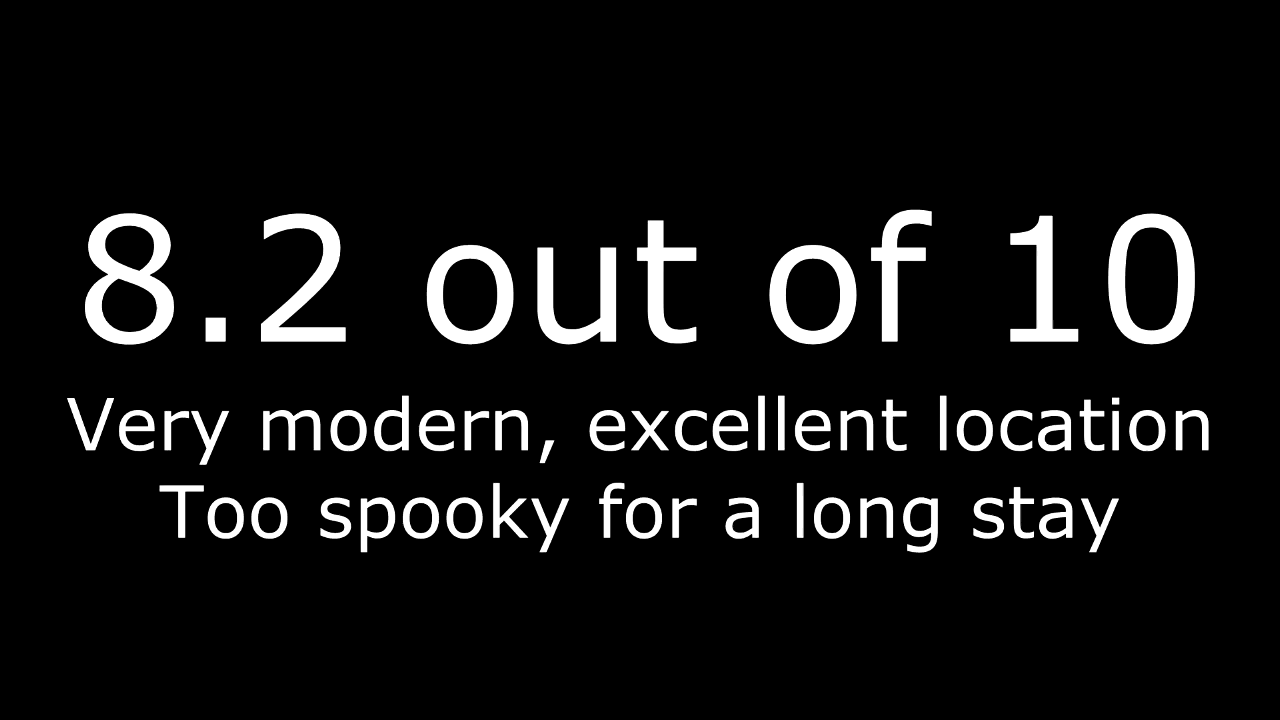 8.2 out of 10
Very modern, excellent location
Too spooky for a long stay